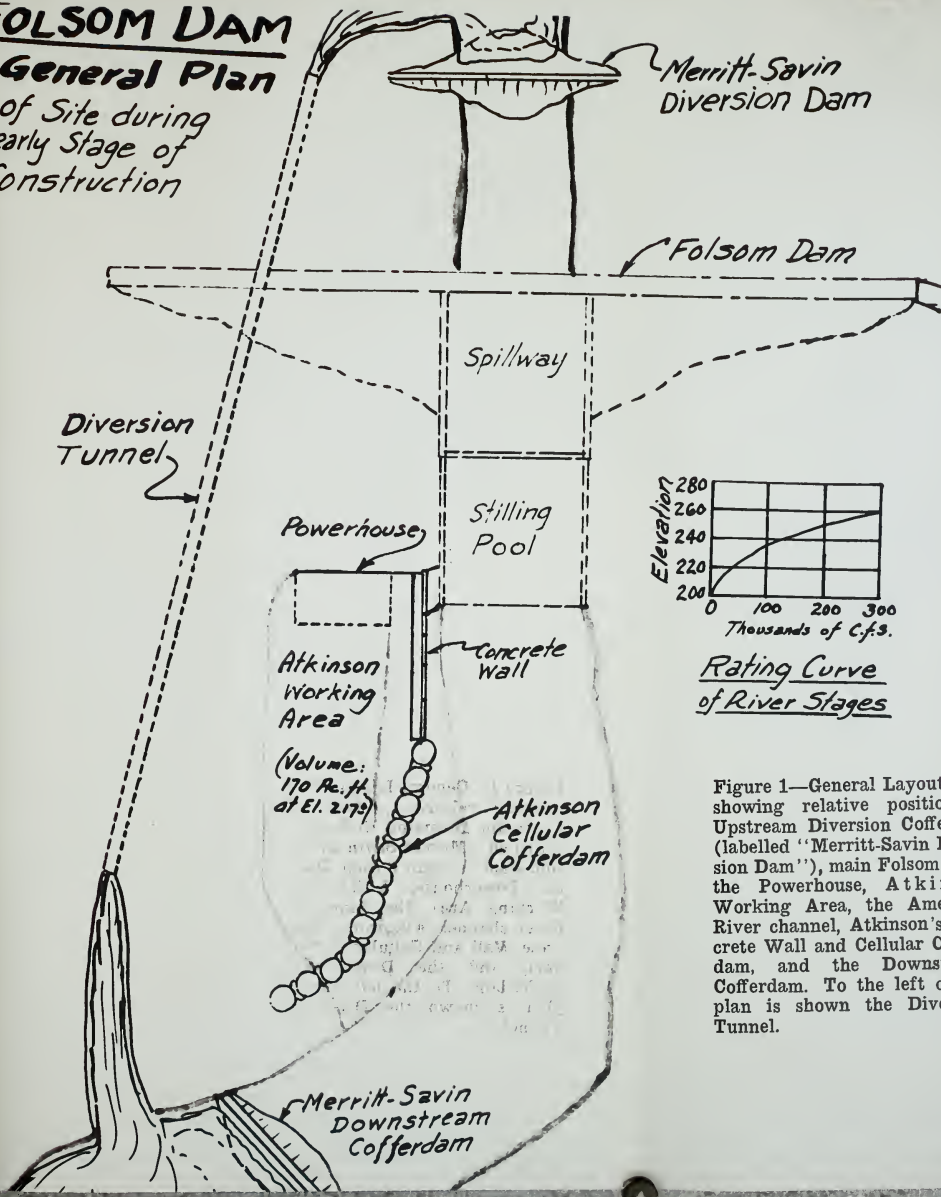 OLSOM DAM
General Plan
of Site during
early Stage of
Construction
Merritt-Savin
Diversion Dam
Folsom Dam
Spillway
Diversion
Tunnel
Stilling
Pool
Powerhouse
Concrete
Wall
Atkinson
Working
Area
(Volume:
170 Ac. ft.
at El. 217±)
Atkinson
Cellular
Cofferdam
Merritt-Savin
Downstream
Cofferdam
Elevation
280
260
240
220
200
0 100 200 300
Thousands of C.f.s.
Rating Curve
of River Stages
Figure 1—General Layout
showing relative positio
Upstream Diversion Coffe
(labelled "Merritt-Savin
sion Dam"), main Folsom
the Powerhouse, Atki
Working Area, the Ame
River channel, Atkinson's
crete Wall and Cellular C
dam, and the Downs
Cofferdam. To the left o
plan is shown the Dive
Tunnel.